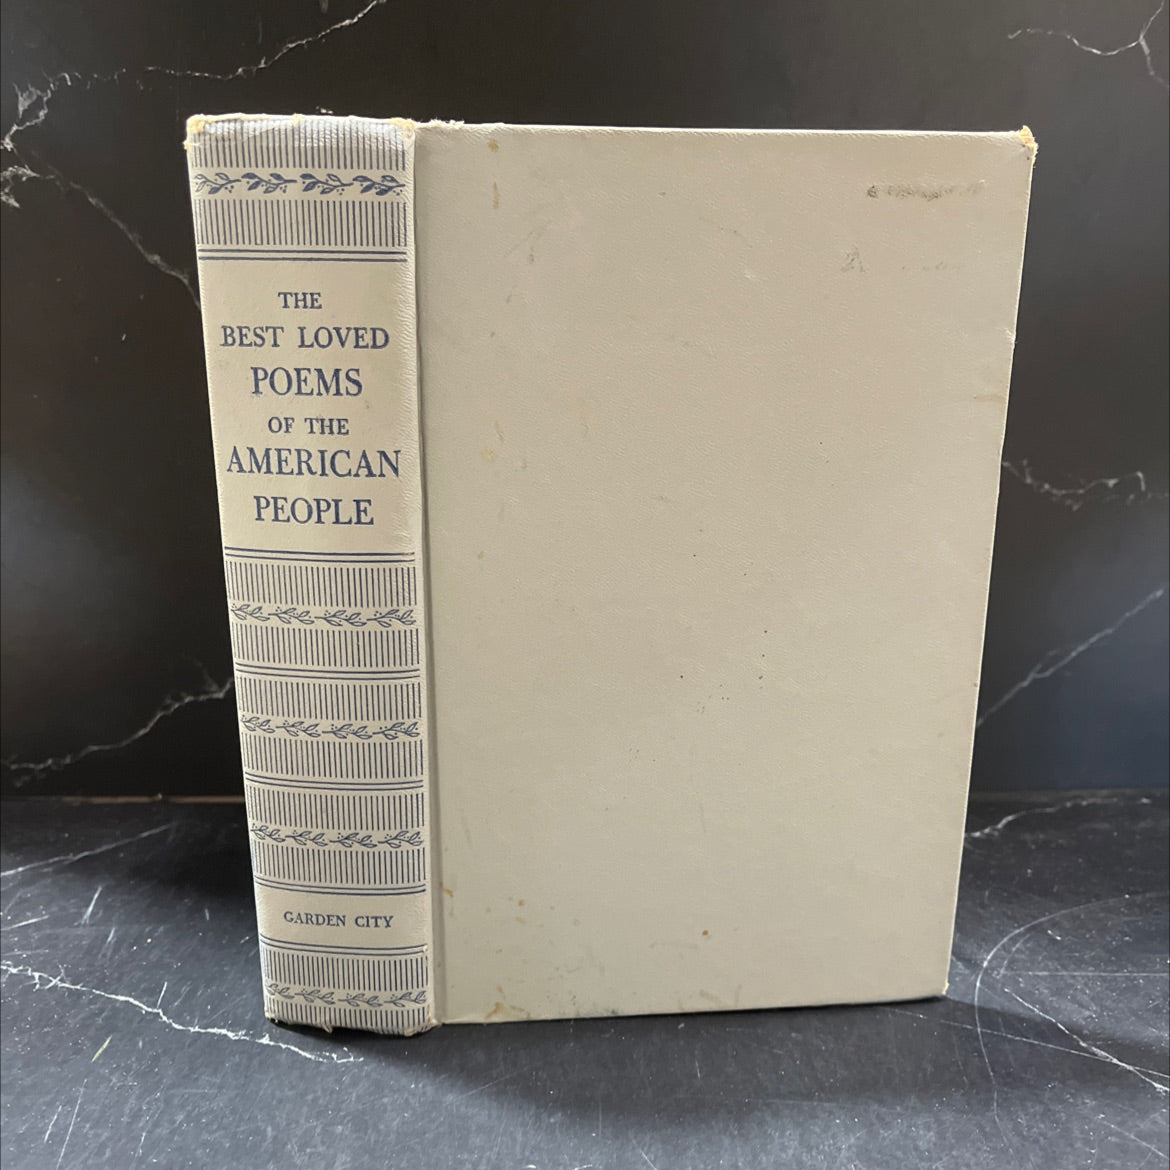 THE
BEST LOVED
POEMS
OF THE
AMERICAN
PEOPLE
GARDEN CITY